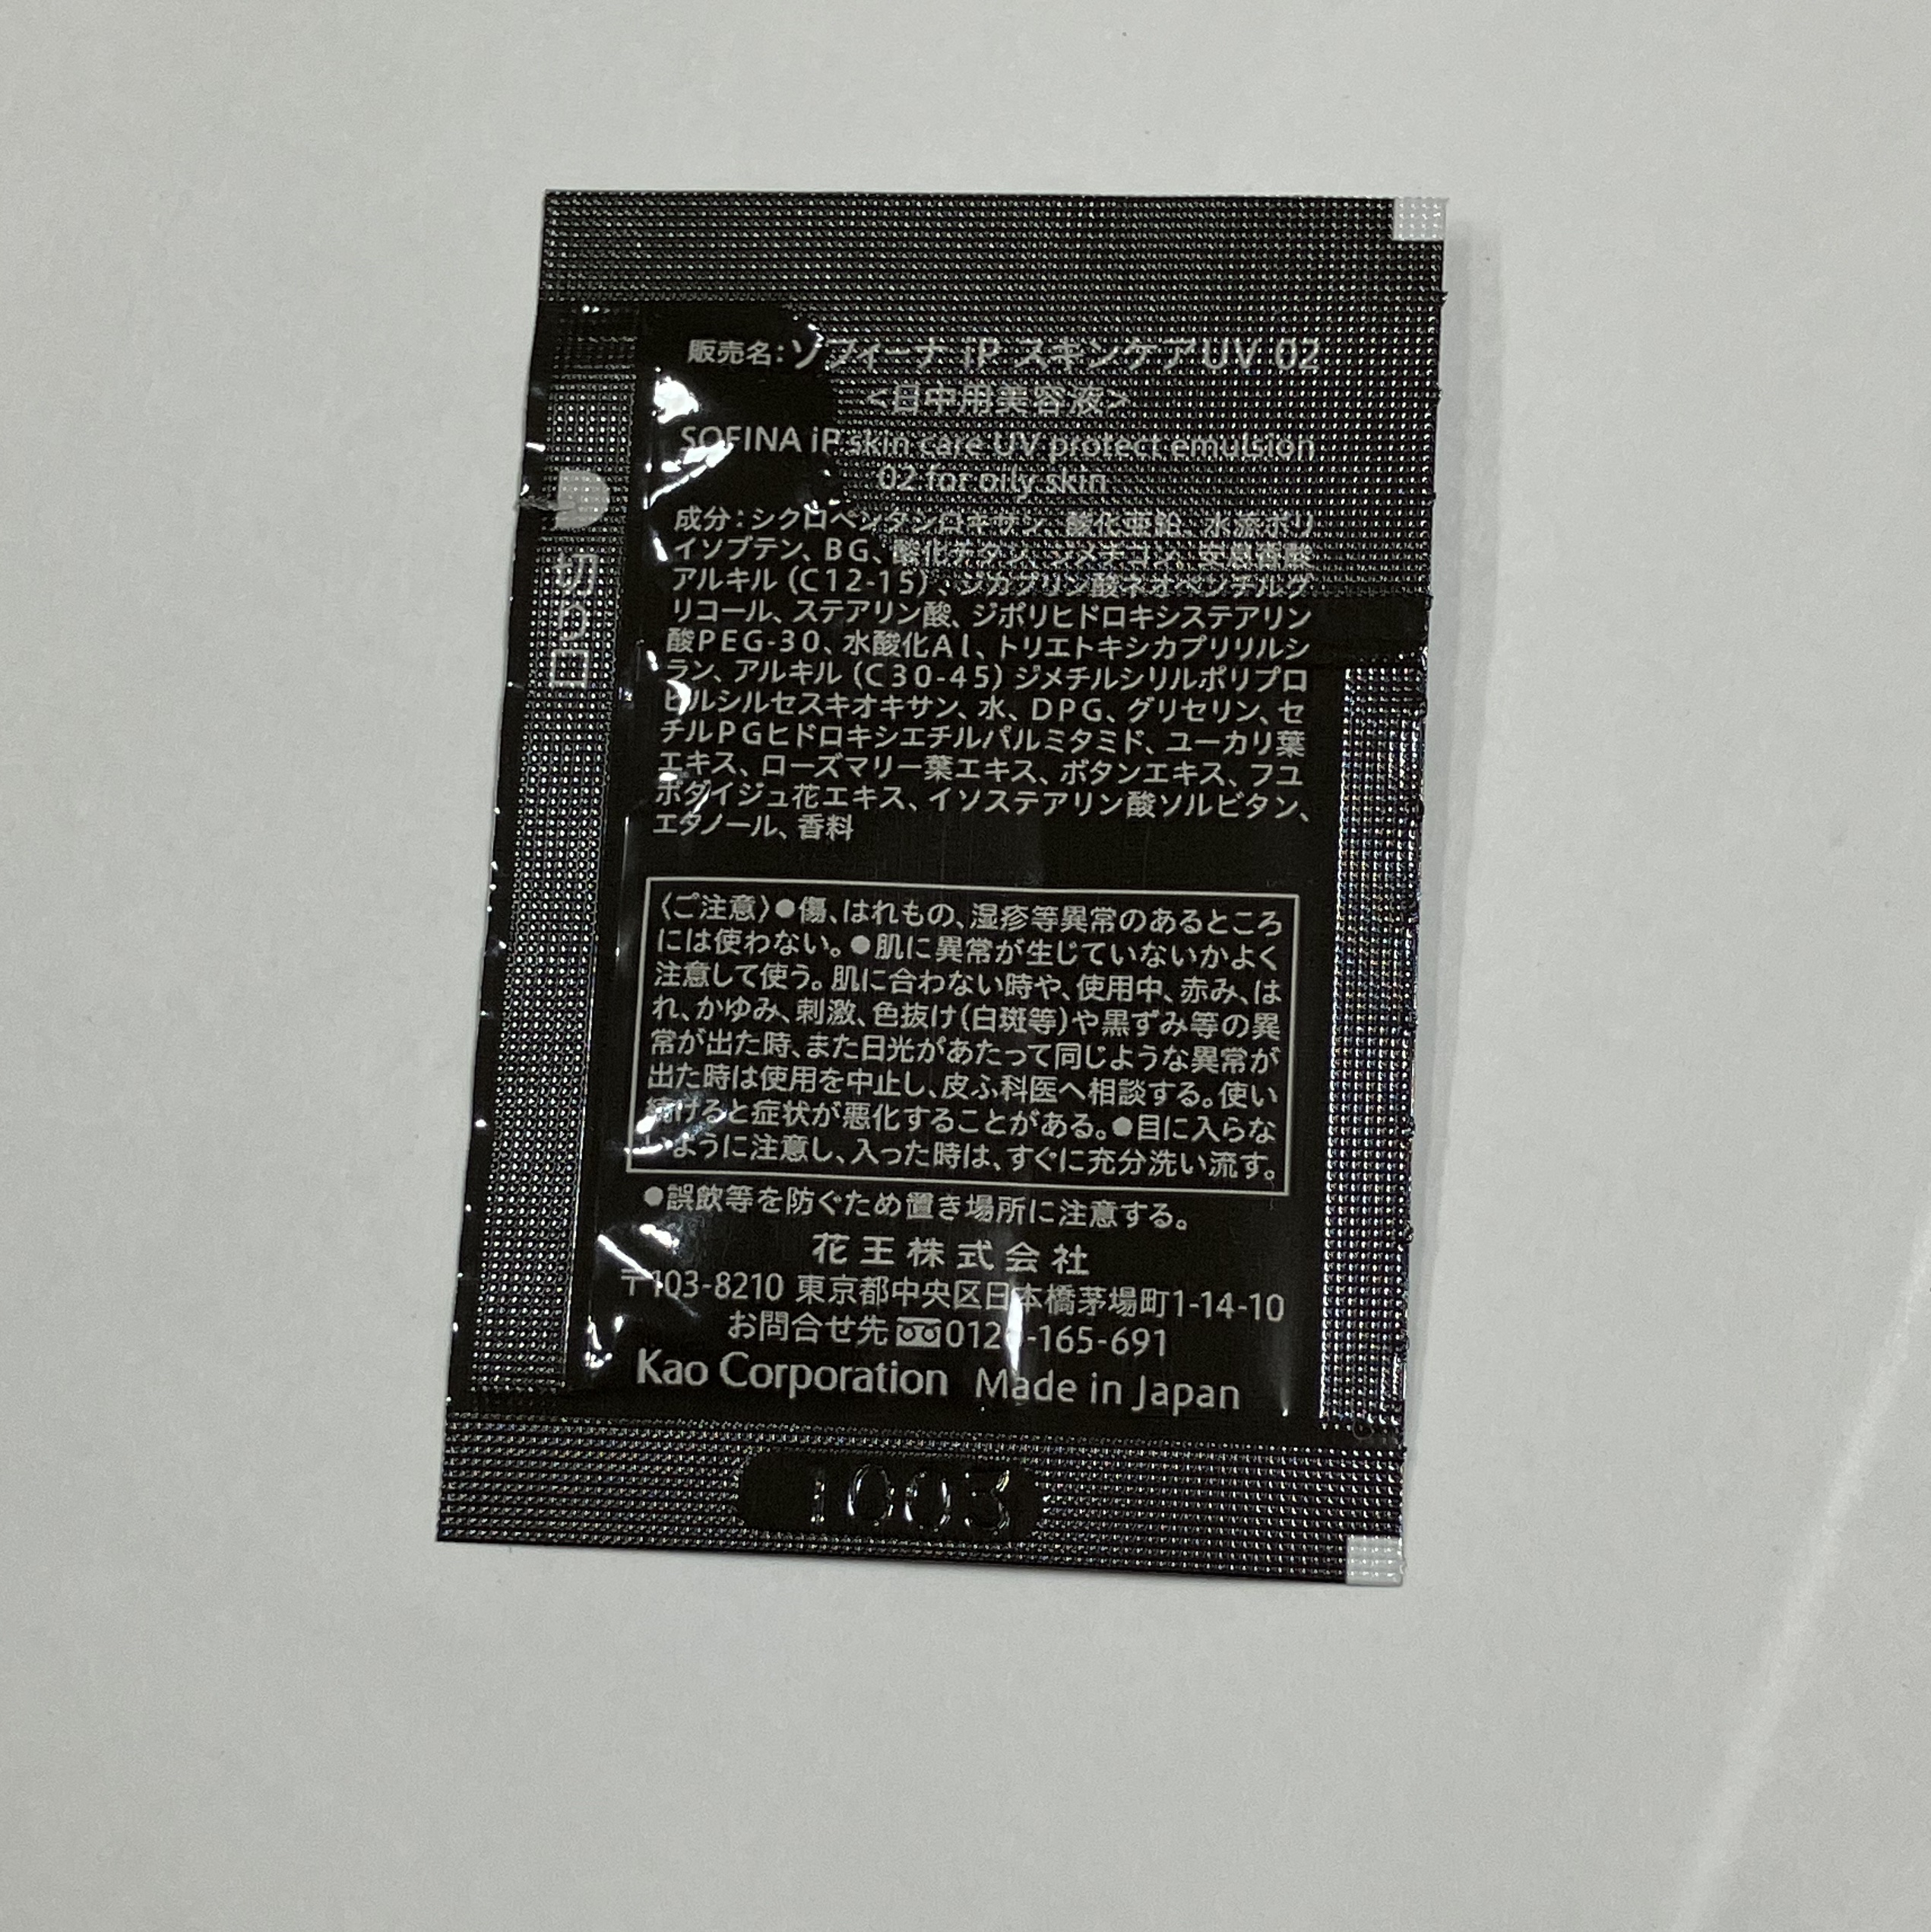 販売名：ソフィーナ iP スキンケアUV 02
<日中用美容液>
SOFINA iP skin care UV protect emulsion
02 for oily skin
切り口
成分：シクロペンタシロキサン、酸化亜鉛、水添ポリ
イソブテン、BG、酸化チタン、ジメチコン、安息香酸
アルキル（C12-15）、ジカプリン酸ネオペンチルグ
リコール、ステアリン酸、ジポリヒドロキシステアリン
酸PEG-30、水酸化Al、トリエトキシカプリリルシ
ラン、アルキル（C30-45）ジメチルシリルポリプロ
ピルシルセスキオキサン、水、DPG、グリセリン、セ
チルPGヒドロキシエチルパルミタミド、ユーカリ葉
エキス、ローズマリー葉エキス、ボタンエキス、フユ
ボダイジュ花エキス、イソステアリン酸ソルビタン、
エタノール、香料
〈ご注意〉●傷、はれもの、湿疹等異常のあるところ
には使わない。●肌に異常が生じていないかよく
注意して使う。肌に合わない時や、使用中、赤み、は
れ、かゆみ、刺激、色抜け(白斑等)や黒ずみ等の異
常が出た時、また日光があたって同じような異常が
出た時は使用を中止し、皮ふ科医へ相談する。使い
続けると症状が悪化することがある。●目に入らな
いように注意し、入った時は、すぐに充分洗い流す。
●誤飲等を防ぐため置き場所に注意する。
花王株式会社
〒103-8210 東京都中央区日本橋茅場町1-14-10
お問合せ先 0120-165-691
Kao Corporation Made in Japan
1003